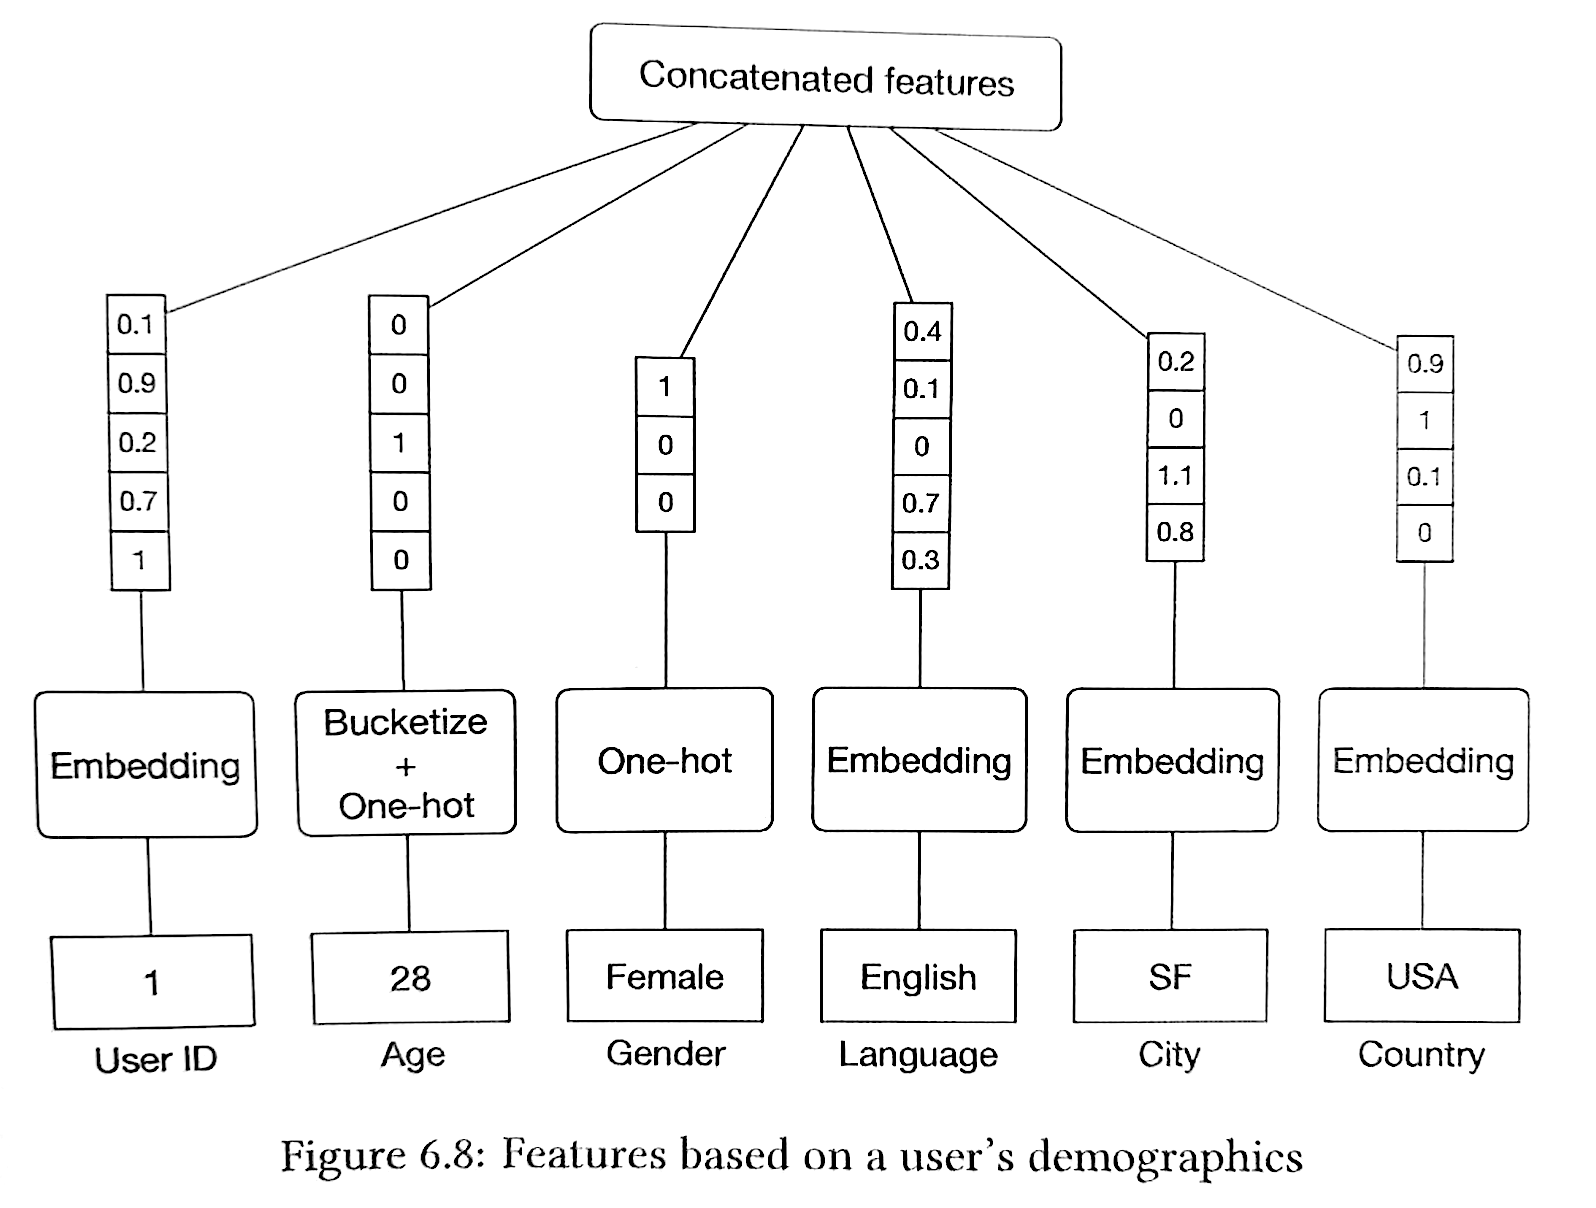 Concatenated features
0.1
0.9
0.2
0.7
1
0
0
1
0
0
1
0
0
0.4
0.1
0
0.7
0.3
0.2
0
1.1
0.8
0.9
1
0.1
0
Embedding
Bucketize
+
One-hot
One-hot
Embedding
Embedding
Embedding
1
28
Female
English
SF
USA
User ID
Age
Gender
Language
City
Country
Figure 6.8: Features based on a user's demographics